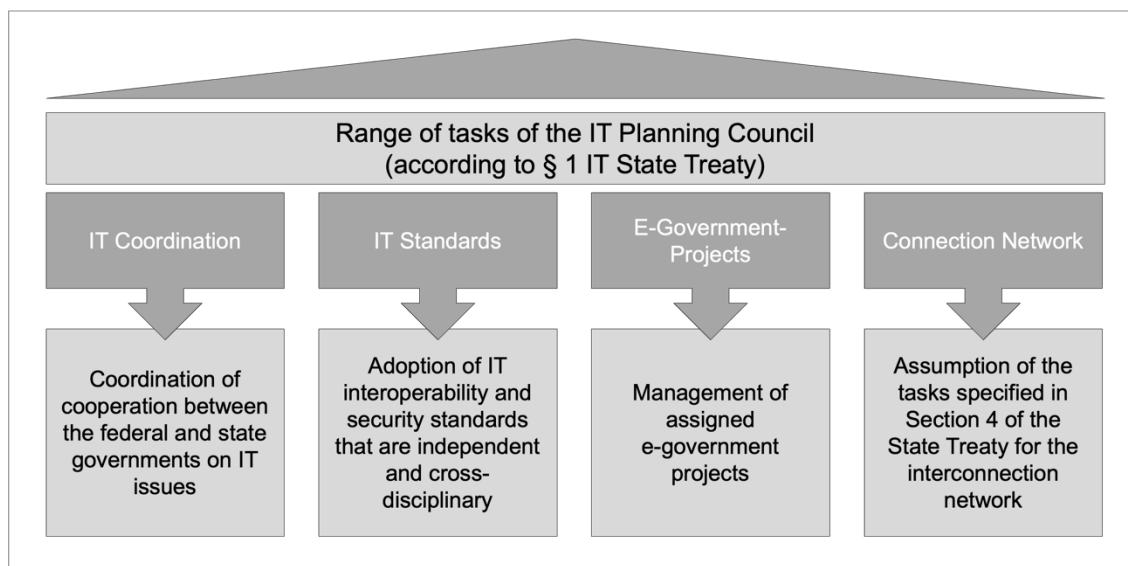 Range of tasks of the IT Planning Council
(according to § 1 IT State Treaty)
IT Coordination
IT Standards
E-Government-
Projects
Connection Network
Coordination of
cooperation between
the federal and state
governments on IT
issues
Adoption of IT
interoperability and
security standards
that are independent
and cross-
disciplinary
Management of
assigned
e-government
projects
Assumption of the
tasks specified in
Section 4 of the
State Treaty for the
interconnection
network